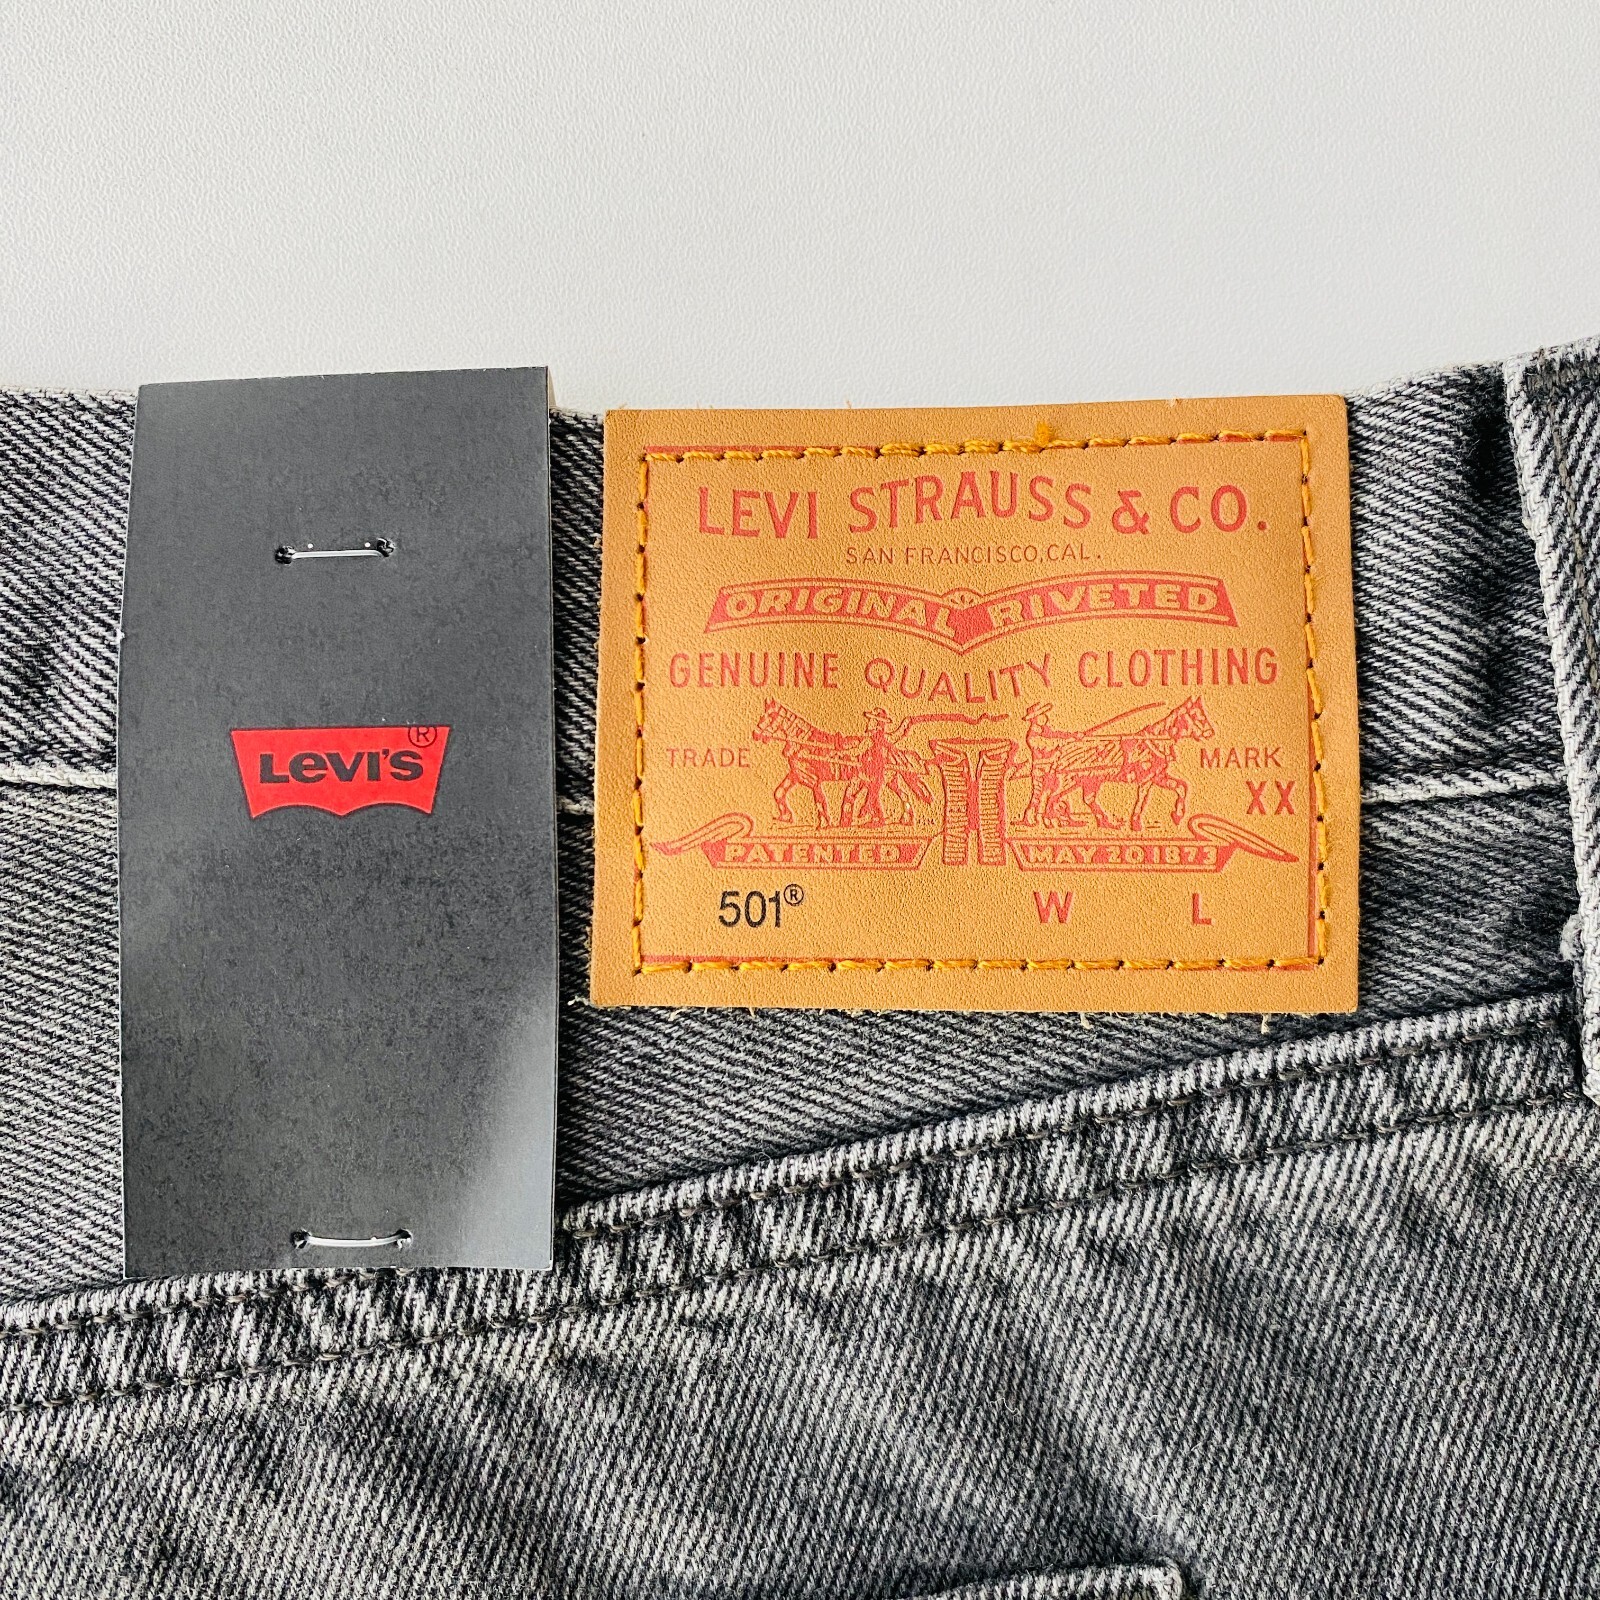 LEVI'S®
LEVI STRAUSS & CO.
SAN FRANCISCO,CAL.
ORIGINAL RIVETED
GENUINE QUALITY CLOTHING
TRADE MARK
XX
PATENTED MAY 20 1873
501® W L